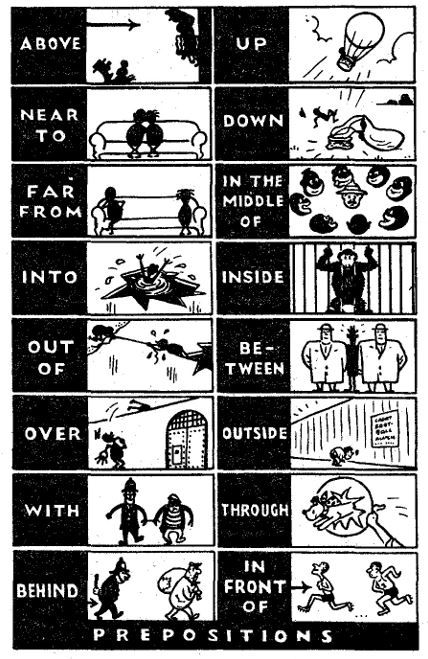 ABOVE
UP
NEAR
TO
DOWN
FAR
FROM
IN THE
MIDDLE
OF
INTO
INSIDE
OUT
OF
BE-
TWEEN
OVER
OUTSIDE
WITH
THROUGH
BEHIND
IN
FRONT
OF
PREPOSITIONS